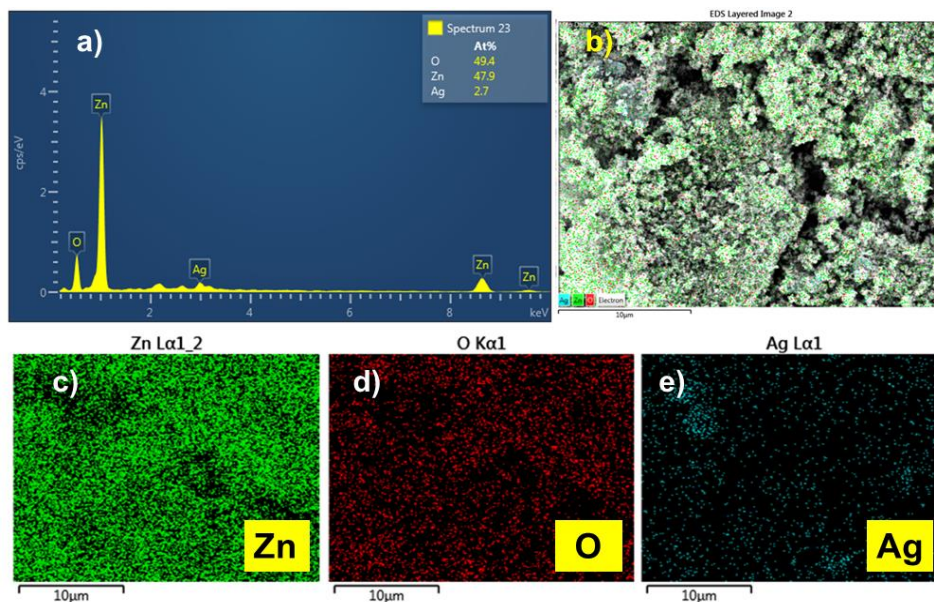 a)
Spectrum 23
At%
O 49.4
Zn 47.9
Ag 2.7
4
2
0
cps/eV
O
Zn
Ag
Zn
Zn
2 4 6 8 keV
EDS Layered Image 2
b)
Ag Zn O Electron
10µm
Zn Lα1_2
c)
Zn
10µm
O Kα1
d)
O
10µm
Ag Lα1
e)
Ag
10µm